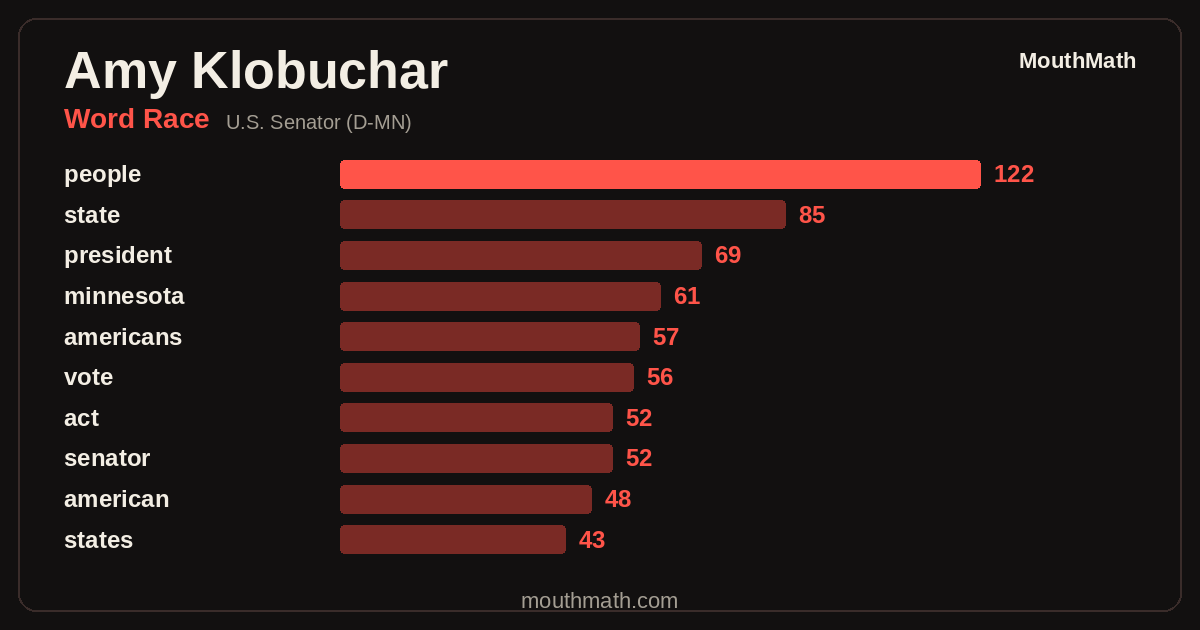 Amy Klobuchar
MouthMath
Word Race U.S. Senator (D-MN)
people 122
state 85
president 69
minnesota 61
americans 57
vote 56
act 52
senator 52
american 48
states 43
mouthmath.com